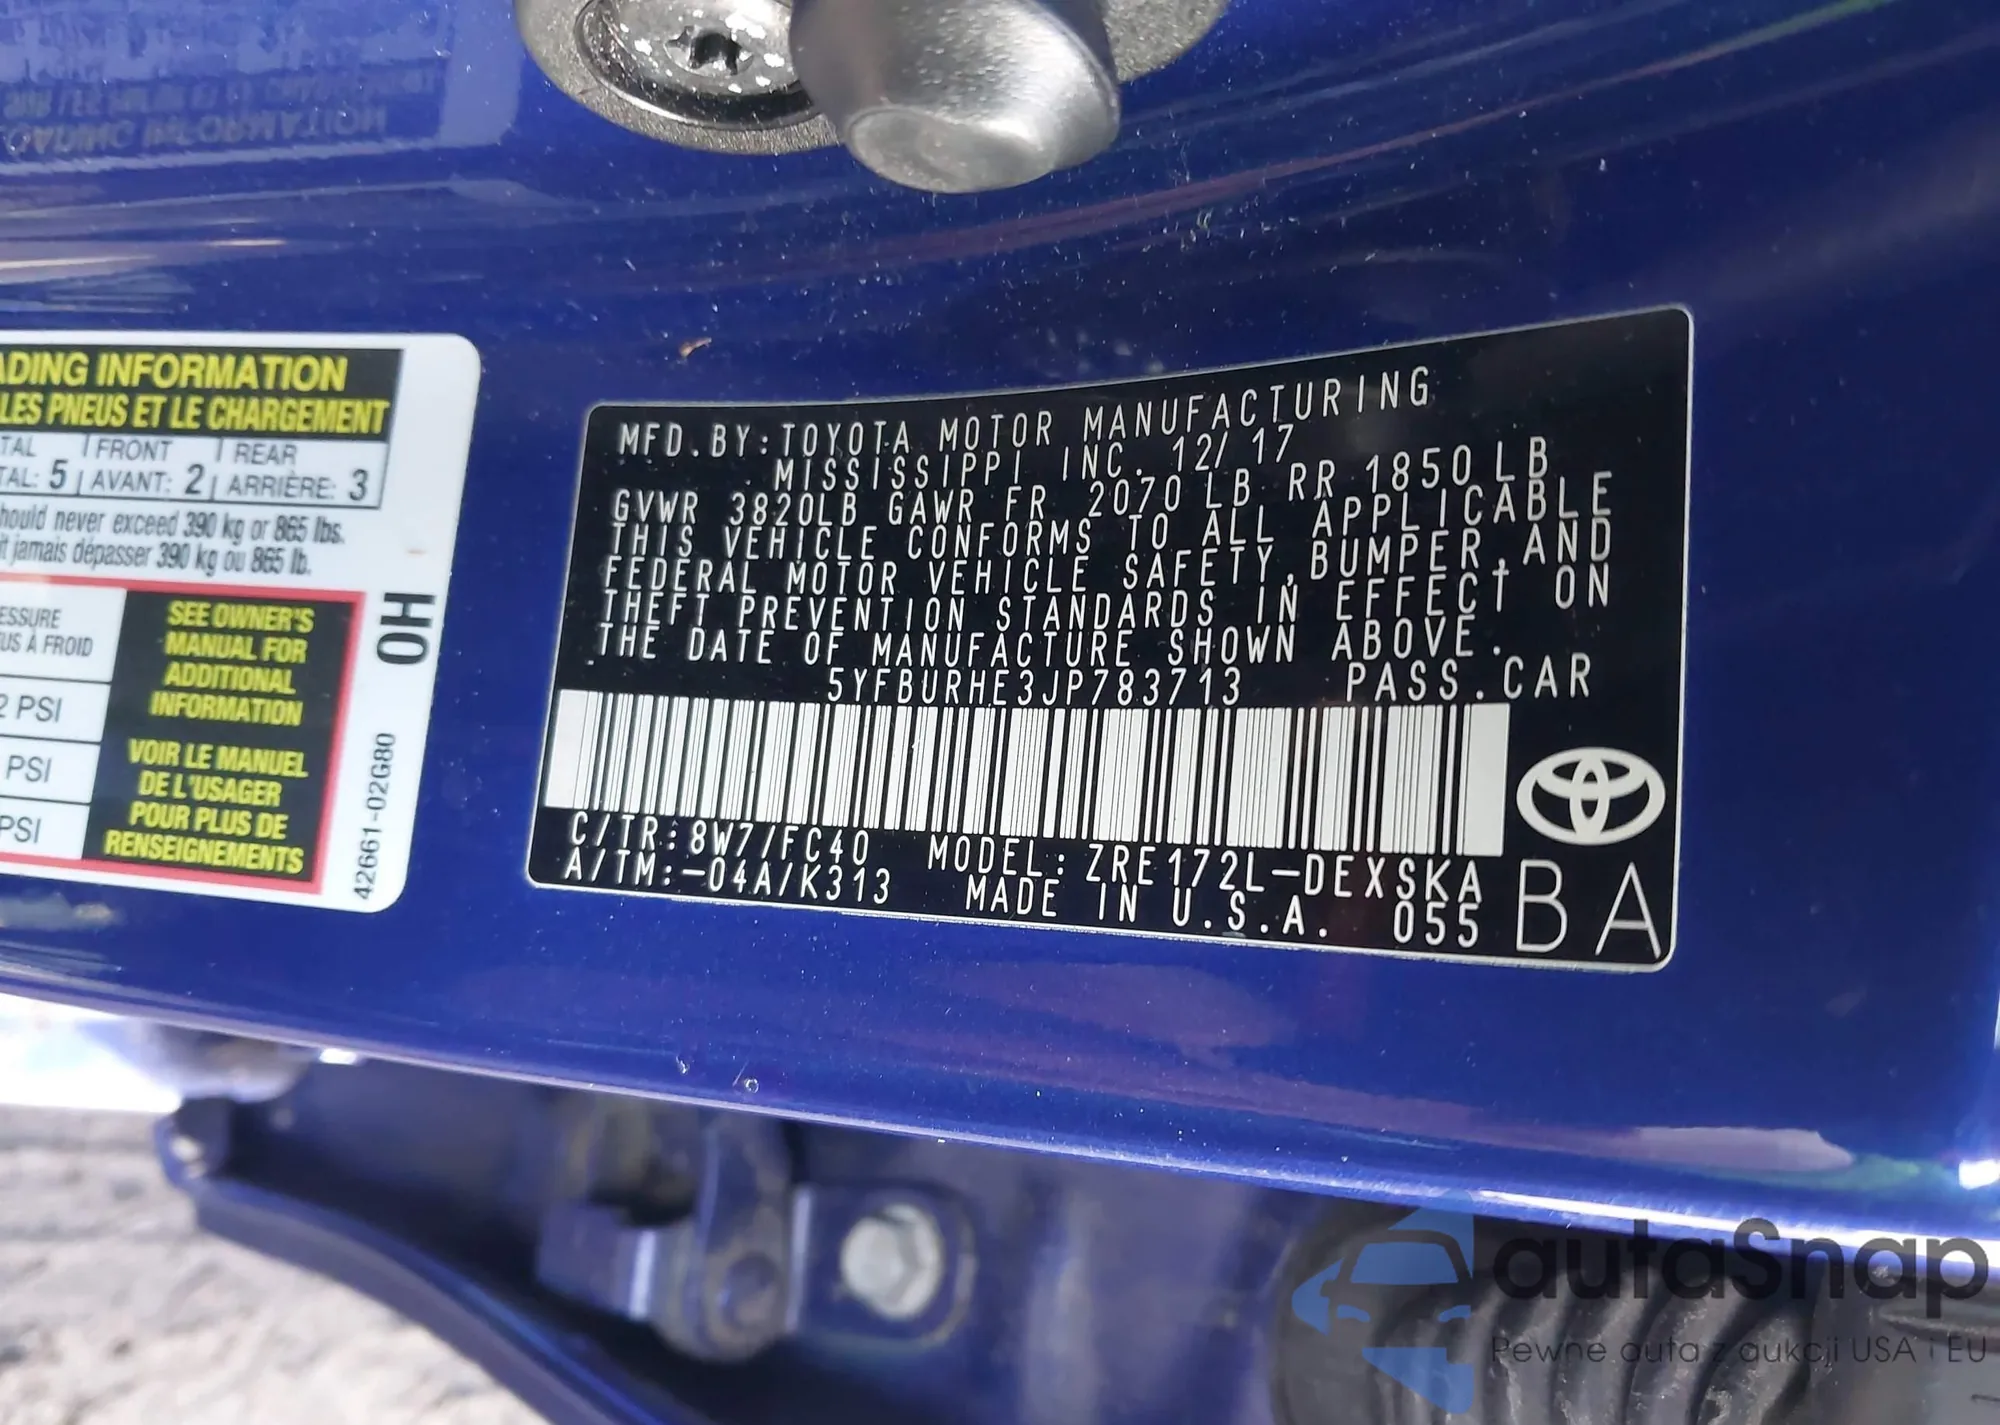 ADING INFORMATION
LES PNEUS ET LE CHARGEMENT
TAL FRONT REAR
TAL: 5 AVANT: 2 ARRIÈRE: 3
hould never exceed 390 kg or 865 lbs.
it jamais dépasser 390 kg ou 865 lb.
ESSURE
US À FROID
2 PSI
PSI
PSI
SEE OWNER'S
MANUAL FOR
ADDITIONAL
INFORMATION
VOIR LE MANUEL
DE L'USAGER
POUR PLUS DE
RENSEIGNEMENTS
OH
42661-02G80
MFD. BY: TOYOTA MOTOR MANUFACTURING
MISSISSIPPI INC. 12/17
GVWR 3820LB GAWR FR 2070 LB RR 1850 LB
THIS VEHICLE CONFORMS TO ALL APPLICABLE
FEDERAL MOTOR VEHICLE SAFETY, BUMPER, AND
THEFT PREVENTION STANDARDS IN EFFECT ON
THE DATE OF MANUFACTURE SHOWN ABOVE.
5YFBURHE3JP783713 PASS. CAR
C/TR: 8W7/FC40 MODEL: ZRE172L-DEXSKA
A/TM:-04A/K313 MADE IN U.S.A. 055
BA
autaSnap
Pewne auta z aukcji USA i EU